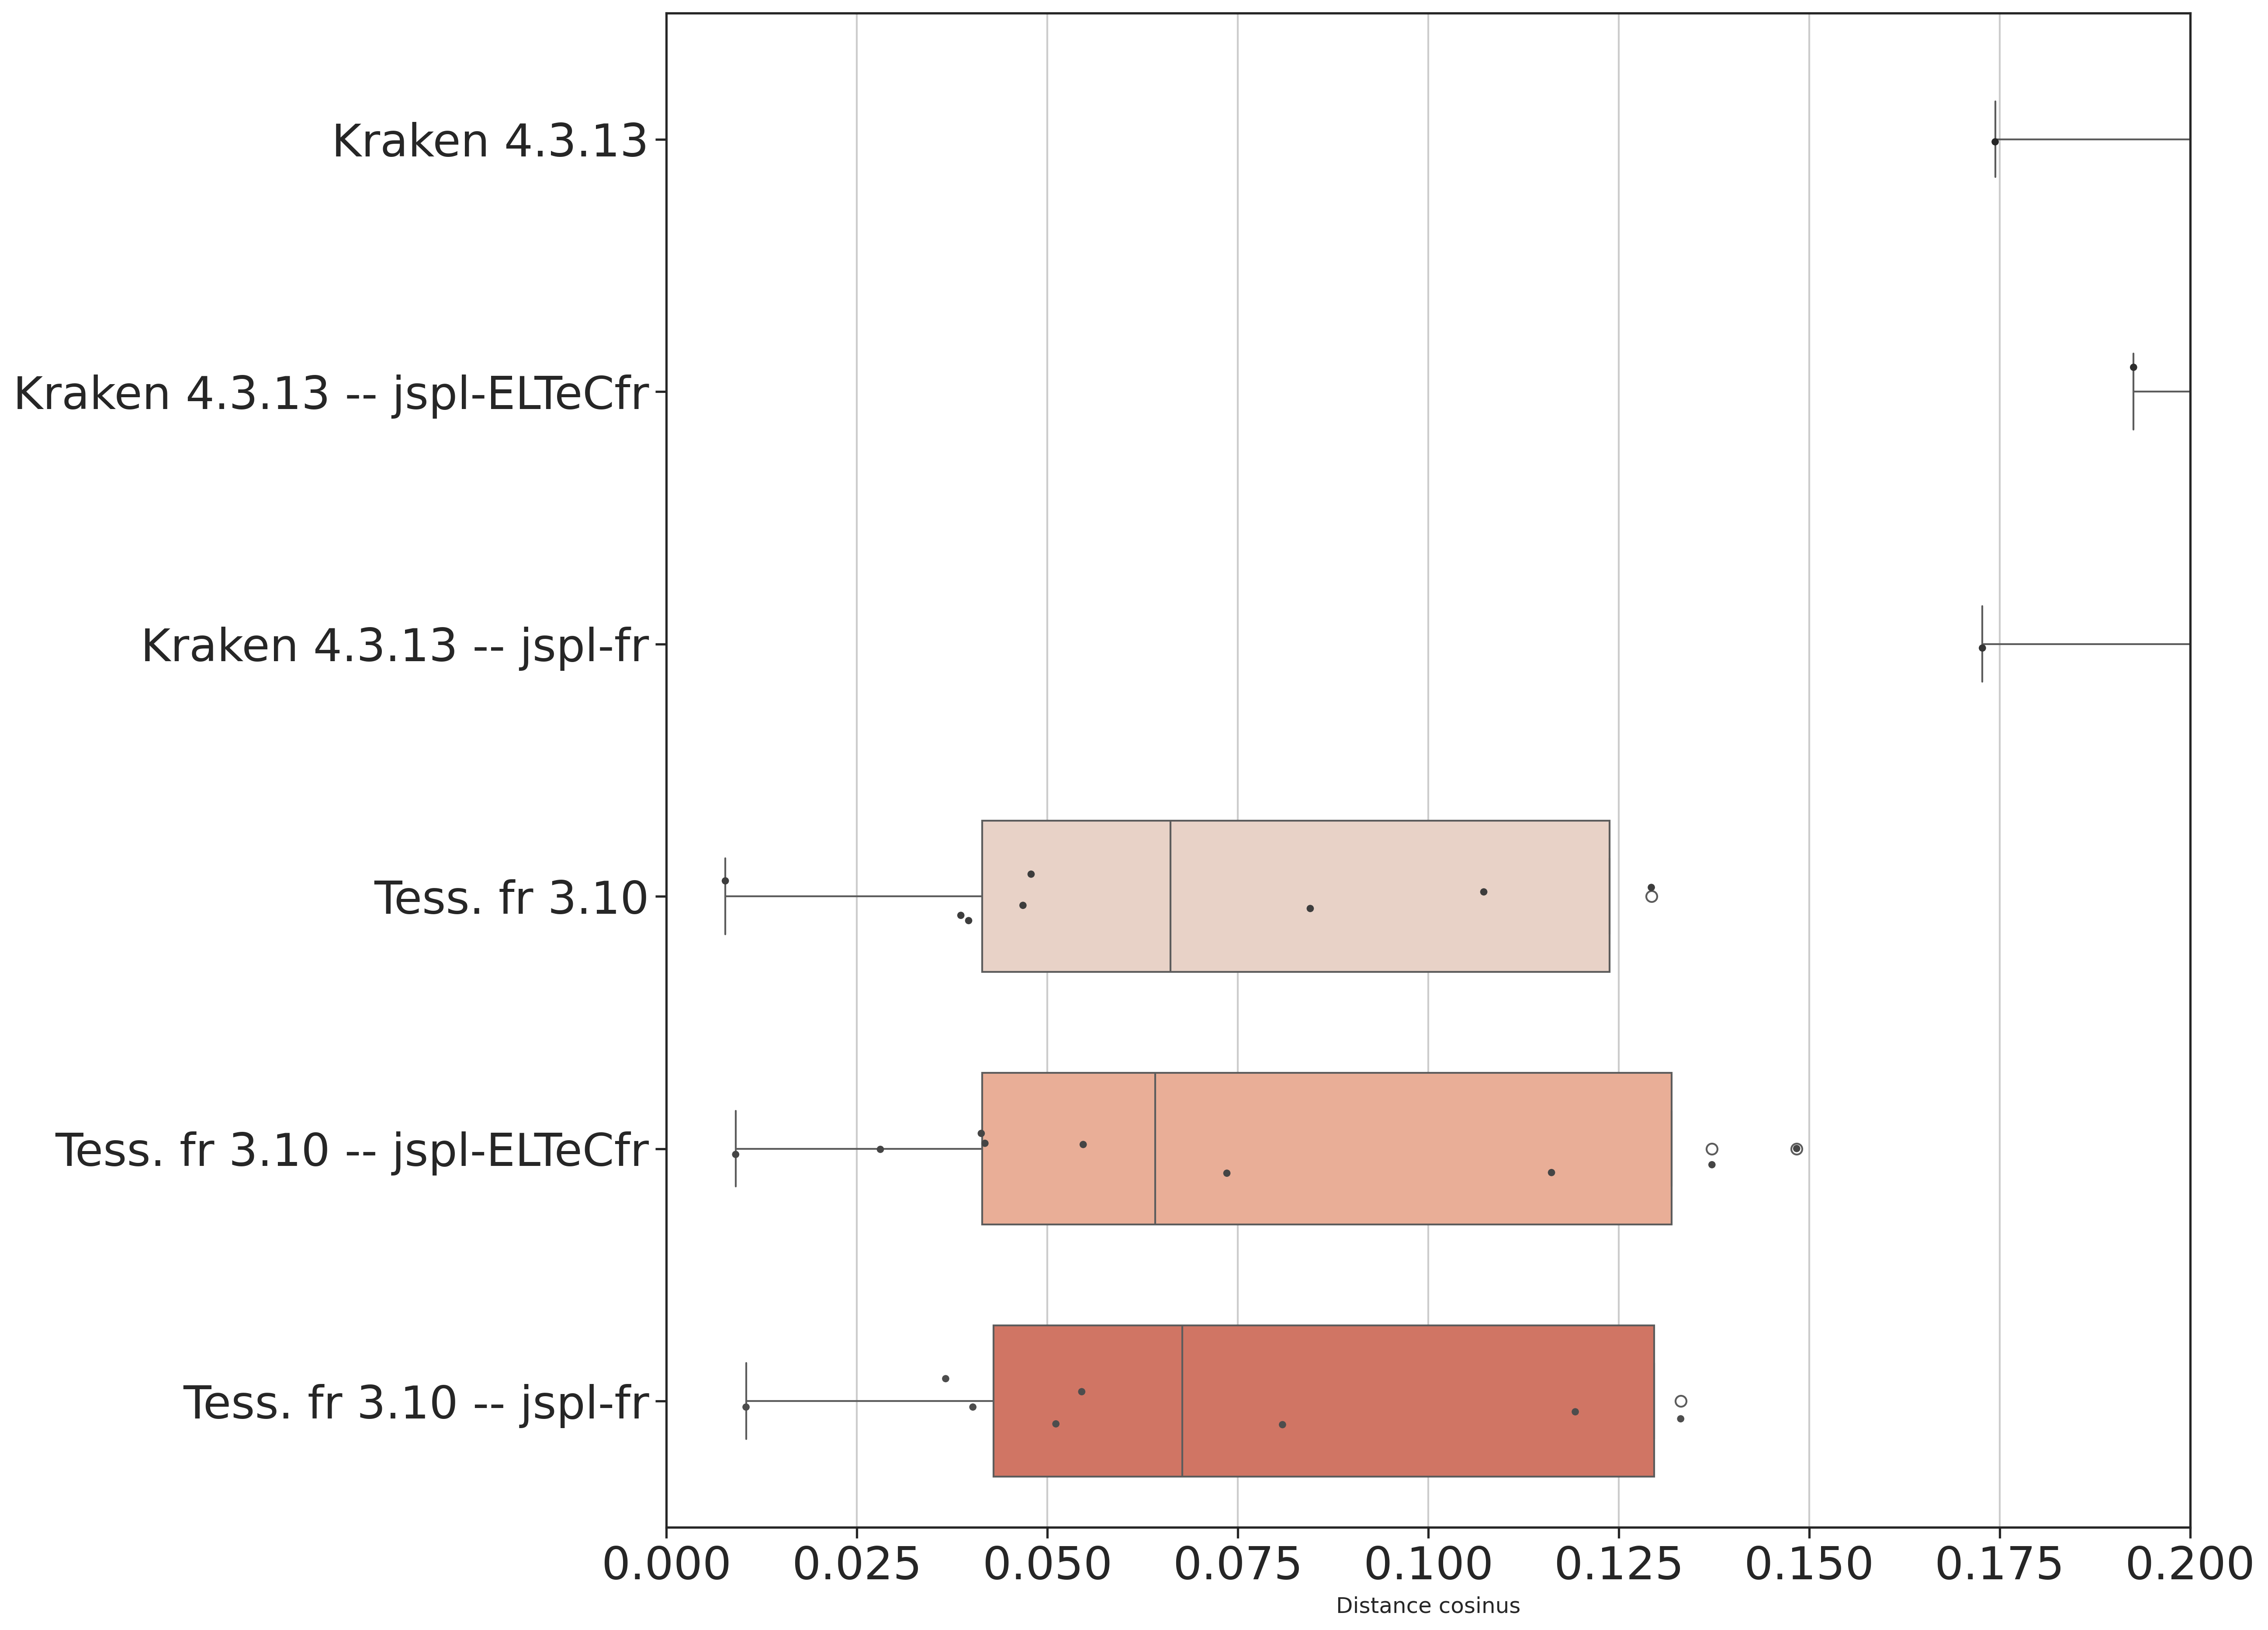 Kraken 4.3.13
Kraken 4.3.13 -- jspl-ELTeCfr
Kraken 4.3.13 -- jspl-fr
Tess. fr 3.10
Tess. fr 3.10 -- jspl-ELTeCfr
Tess. fr 3.10 -- jspl-fr
0.000 0.025 0.050 0.075 0.100 0.125 0.150 0.175 0.200
Distance cosinus